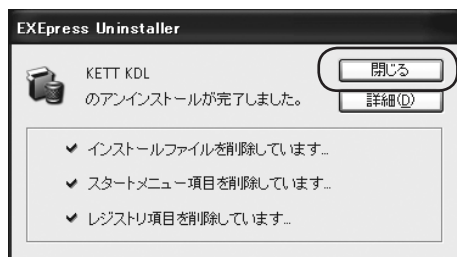 EXEpress Uninstaller
KETT KDL
のアンインストールが完了しました。
閉じる
詳細(D)
インストールファイルを削除しています...
スタートメニュー項目を削除しています...
レジストリ項目を削除しています...